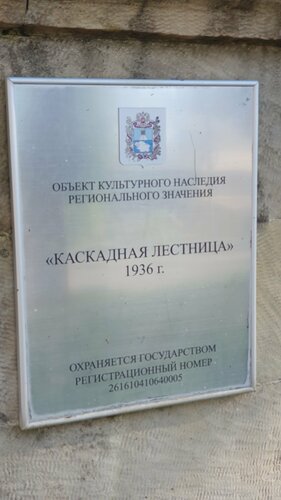 ОБЪЕКТ КУЛЬТУРНОГО НАСЛЕДИЯ
РЕГИОНАЛЬНОГО ЗНАЧЕНИЯ
«КАСКАДНАЯ ЛЕСТНИЦА»
1936 г.
ОХРАНЯЕТСЯ ГОСУДАРСТВОМ
РЕГИСТРАЦИОННЫЙ НОМЕР
261610410640005